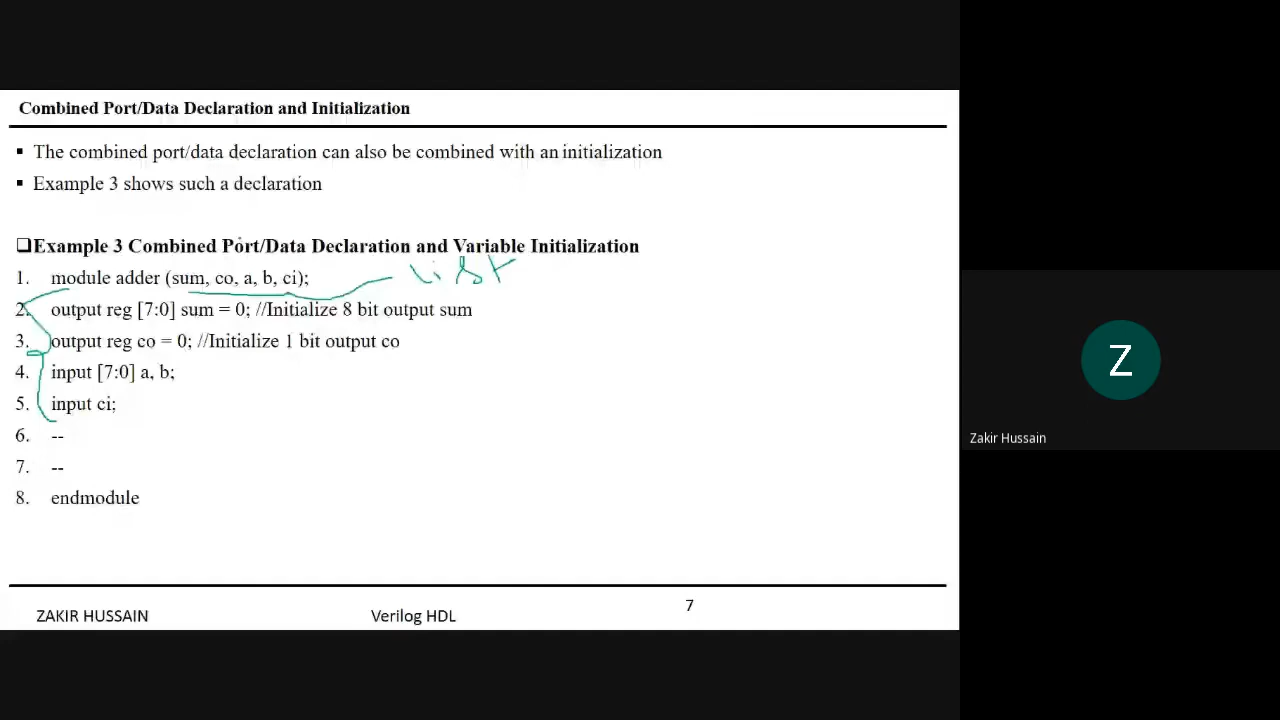 Combined Port/Data Declaration and Initialization
▪ The combined port/data declaration can also be combined with an initialization
▪ Example 3 shows such a declaration
❑Example 3 Combined Port/Data Declaration and Variable Initialization
1. module adder (sum, co, a, b, ci);
list
2. output reg [7:0] sum = 0; //Initialize 8 bit output sum
3. output reg co = 0; //Initialize 1 bit output co
4. input [7:0] a, b;
5. input ci;
6. --
7. --
8. endmodule
ZAKIR HUSSAIN Verilog HDL 7
Z
Zakir Hussain